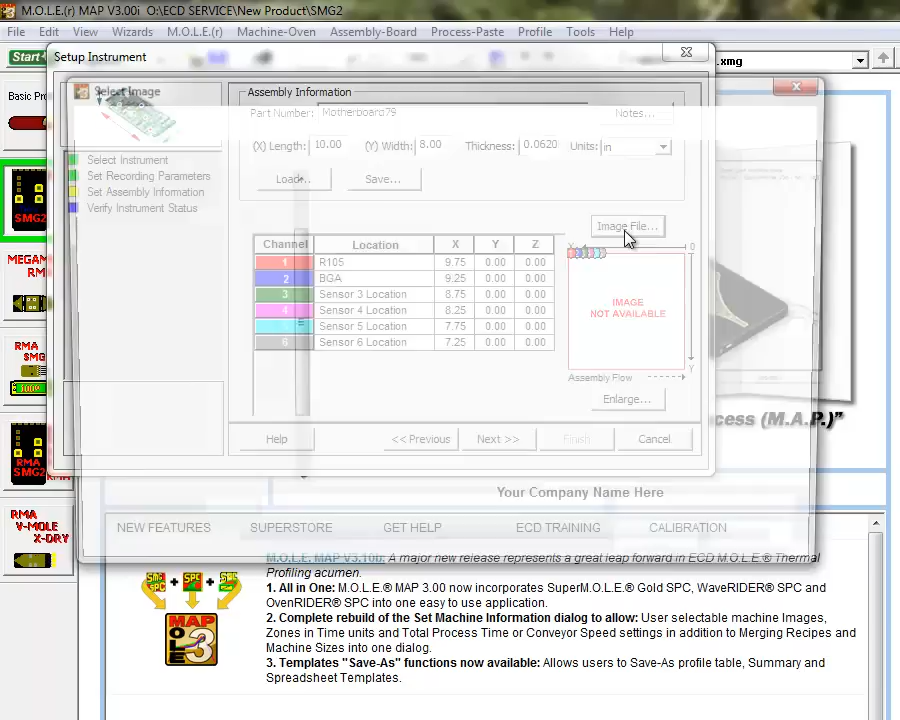 M.O.L.E.(r) MAP V3.00i O:\ECD SERVICE\New Product\SMG2
File Edit View Wizards M.O.L.E.(r) Machine-Oven Assembly-Board Process-Paste Profile Tools Help
Start
.xmg
Setup Instrument
Select Image
Basic Pr
Assembly Information
Part Number: Motherboard79
Notes...
(X) Length: 10.00 (Y) Width: 8.00 Thickness: 0.0620 Units: in
Load... Save...
Select Instrument
Set Recording Parameters
Set Assembly Information
Verify Instrument Status
Image File...
Channel Location X Y Z
1 R105 9.75 0.00 0.00
2 BGA 9.25 0.00 0.00
3 Sensor 3 Location 8.75 0.00 0.00
4 Sensor 4 Location 8.25 0.00 0.00
5 Sensor 5 Location 7.75 0.00 0.00
6 Sensor 6 Location 7.25 0.00 0.00
X 0
IMAGE
NOT AVAILABLE
Y
Assembly Flow
Enlarge...
Help << Previous Next >> Finish Cancel
SMG2
MEGAM
RM
RMA
SMG
RMA
SMG2
RMA
V-MOLE
X-DRY
cess (M.A.P.)”
Your Company Name Here
NEW FEATURES SUPERSTORE GET HELP ECD TRAINING CALIBRATION
M.O.L.E. MAP V3.10b: A major new release represents a great leap forward in ECD M.O.L.E.® Thermal
Profiling acumen.
1. All in One: M.O.L.E.® MAP 3.00 now incorporates SuperM.O.L.E.® Gold SPC, WaveRIDER® SPC and
OvenRIDER® SPC into one easy to use application.
2. Complete rebuild of the Set Machine Information dialog to allow: User selectable machine Images,
Zones in Time units and Total Process Time or Conveyor Speed settings in addition to Merging Recipes and
Machine Sizes into one dialog.
3. Templates "Save-As" functions now available: Allows users to Save-As profile table, Summary and
Spreadsheet Templates.
SPC
MAP
MOLE
3